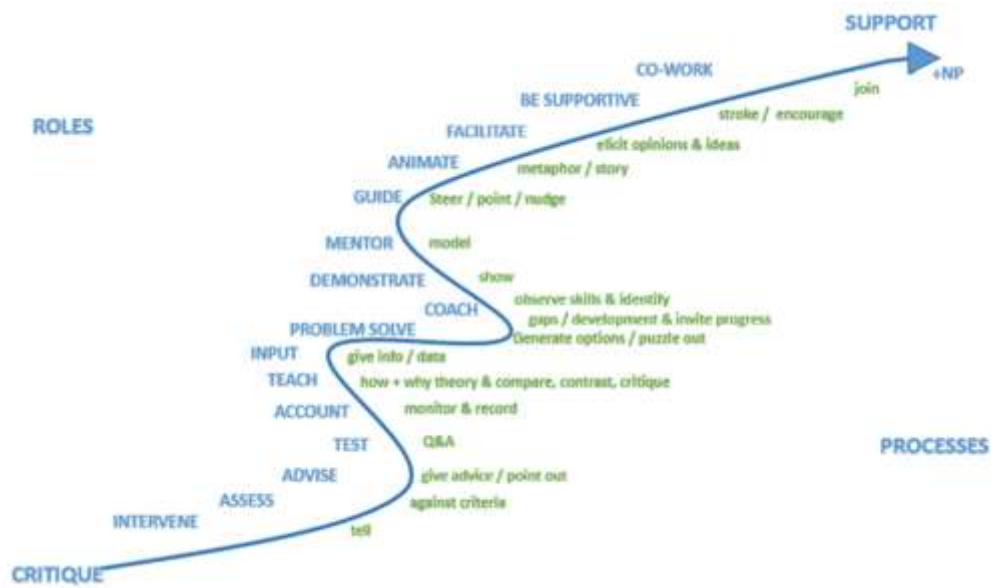 SUPPORT
+NP
CO-WORK
join
BE SUPPORTIVE
stroke / encourage
ROLES
FACILITATE
elicit opinions & ideas
ANIMATE
metaphor / story
GUIDE
Steer / point / nudge
MENTOR
model
DEMONSTRATE
show
COACH
observe skills & identify
gaps / development & invite progress
PROBLEM SOLVE
Generate options / puzzle out
INPUT
give info / data
TEACH
how + why theory & compare, contrast, critique
ACCOUNT
monitor & record
TEST
Q&A
PROCESSES
ADVISE
give advice / point out
ASSESS
against criteria
INTERVENE
tell
CRITIQUE